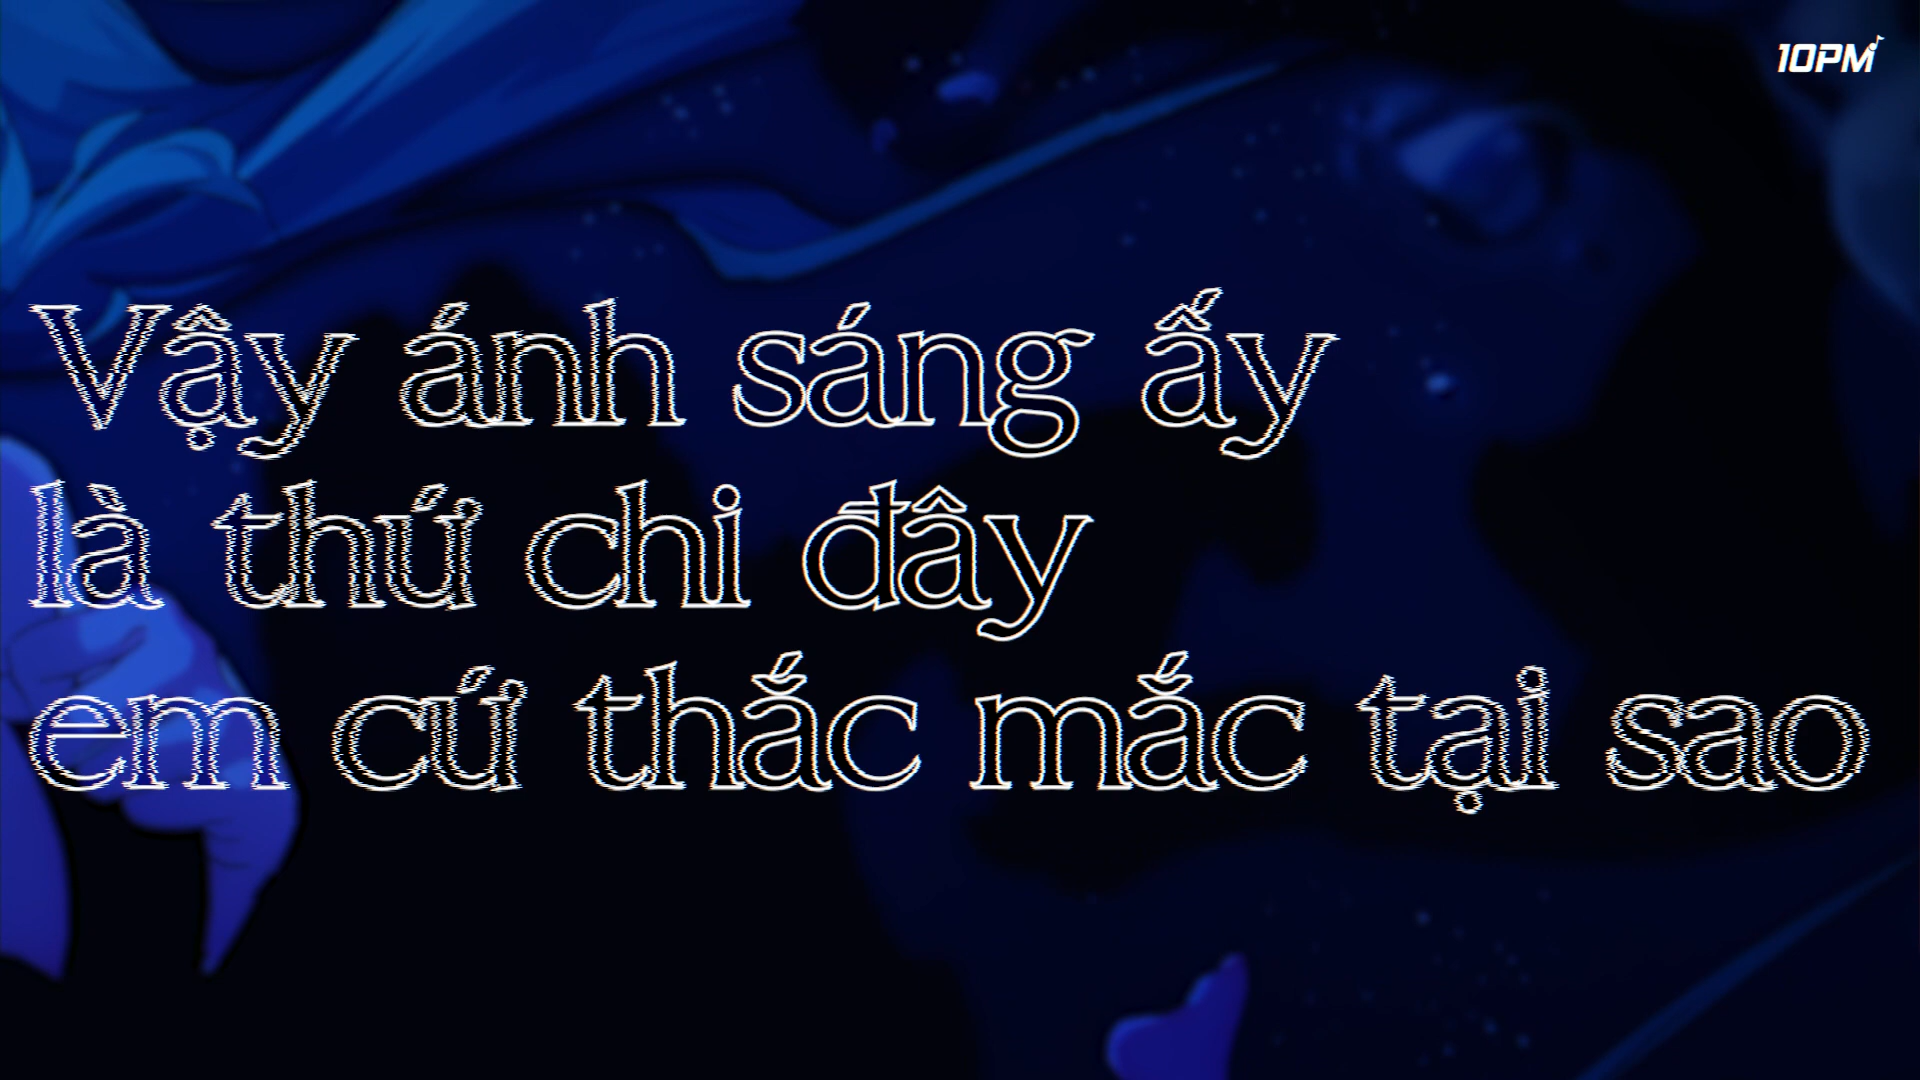 10PM
Vậy ánh sáng ấy
là thứ chi đây
em cứ thắc mắc tại sao